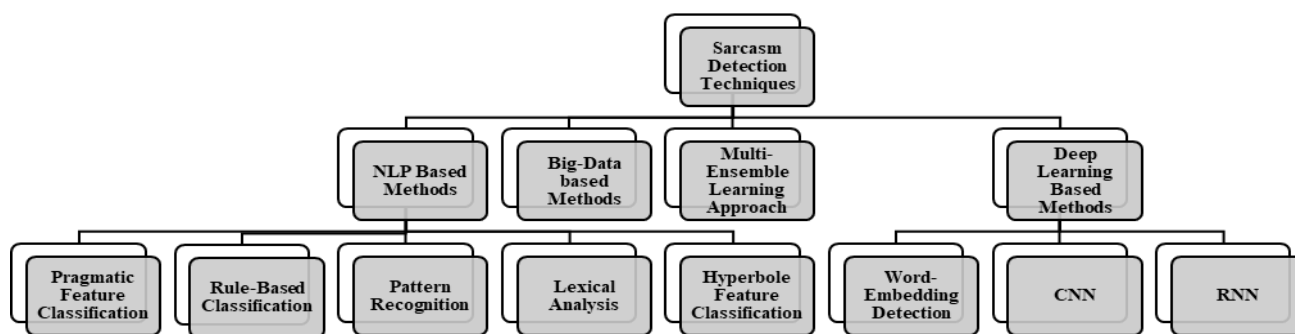 Sarcasm
Detection
Techniques
NLP Based
Methods
Big-Data
based
Methods
Multi-
Ensemble
Learning
Approach
Deep
Learning
Based
Methods
Pragmatic
Feature
Classification
Rule-Based
Classification
Pattern
Recognition
Lexical
Analysis
Hyperbole
Feature
Classification
Word-
Embedding
Detection
CNN
RNN